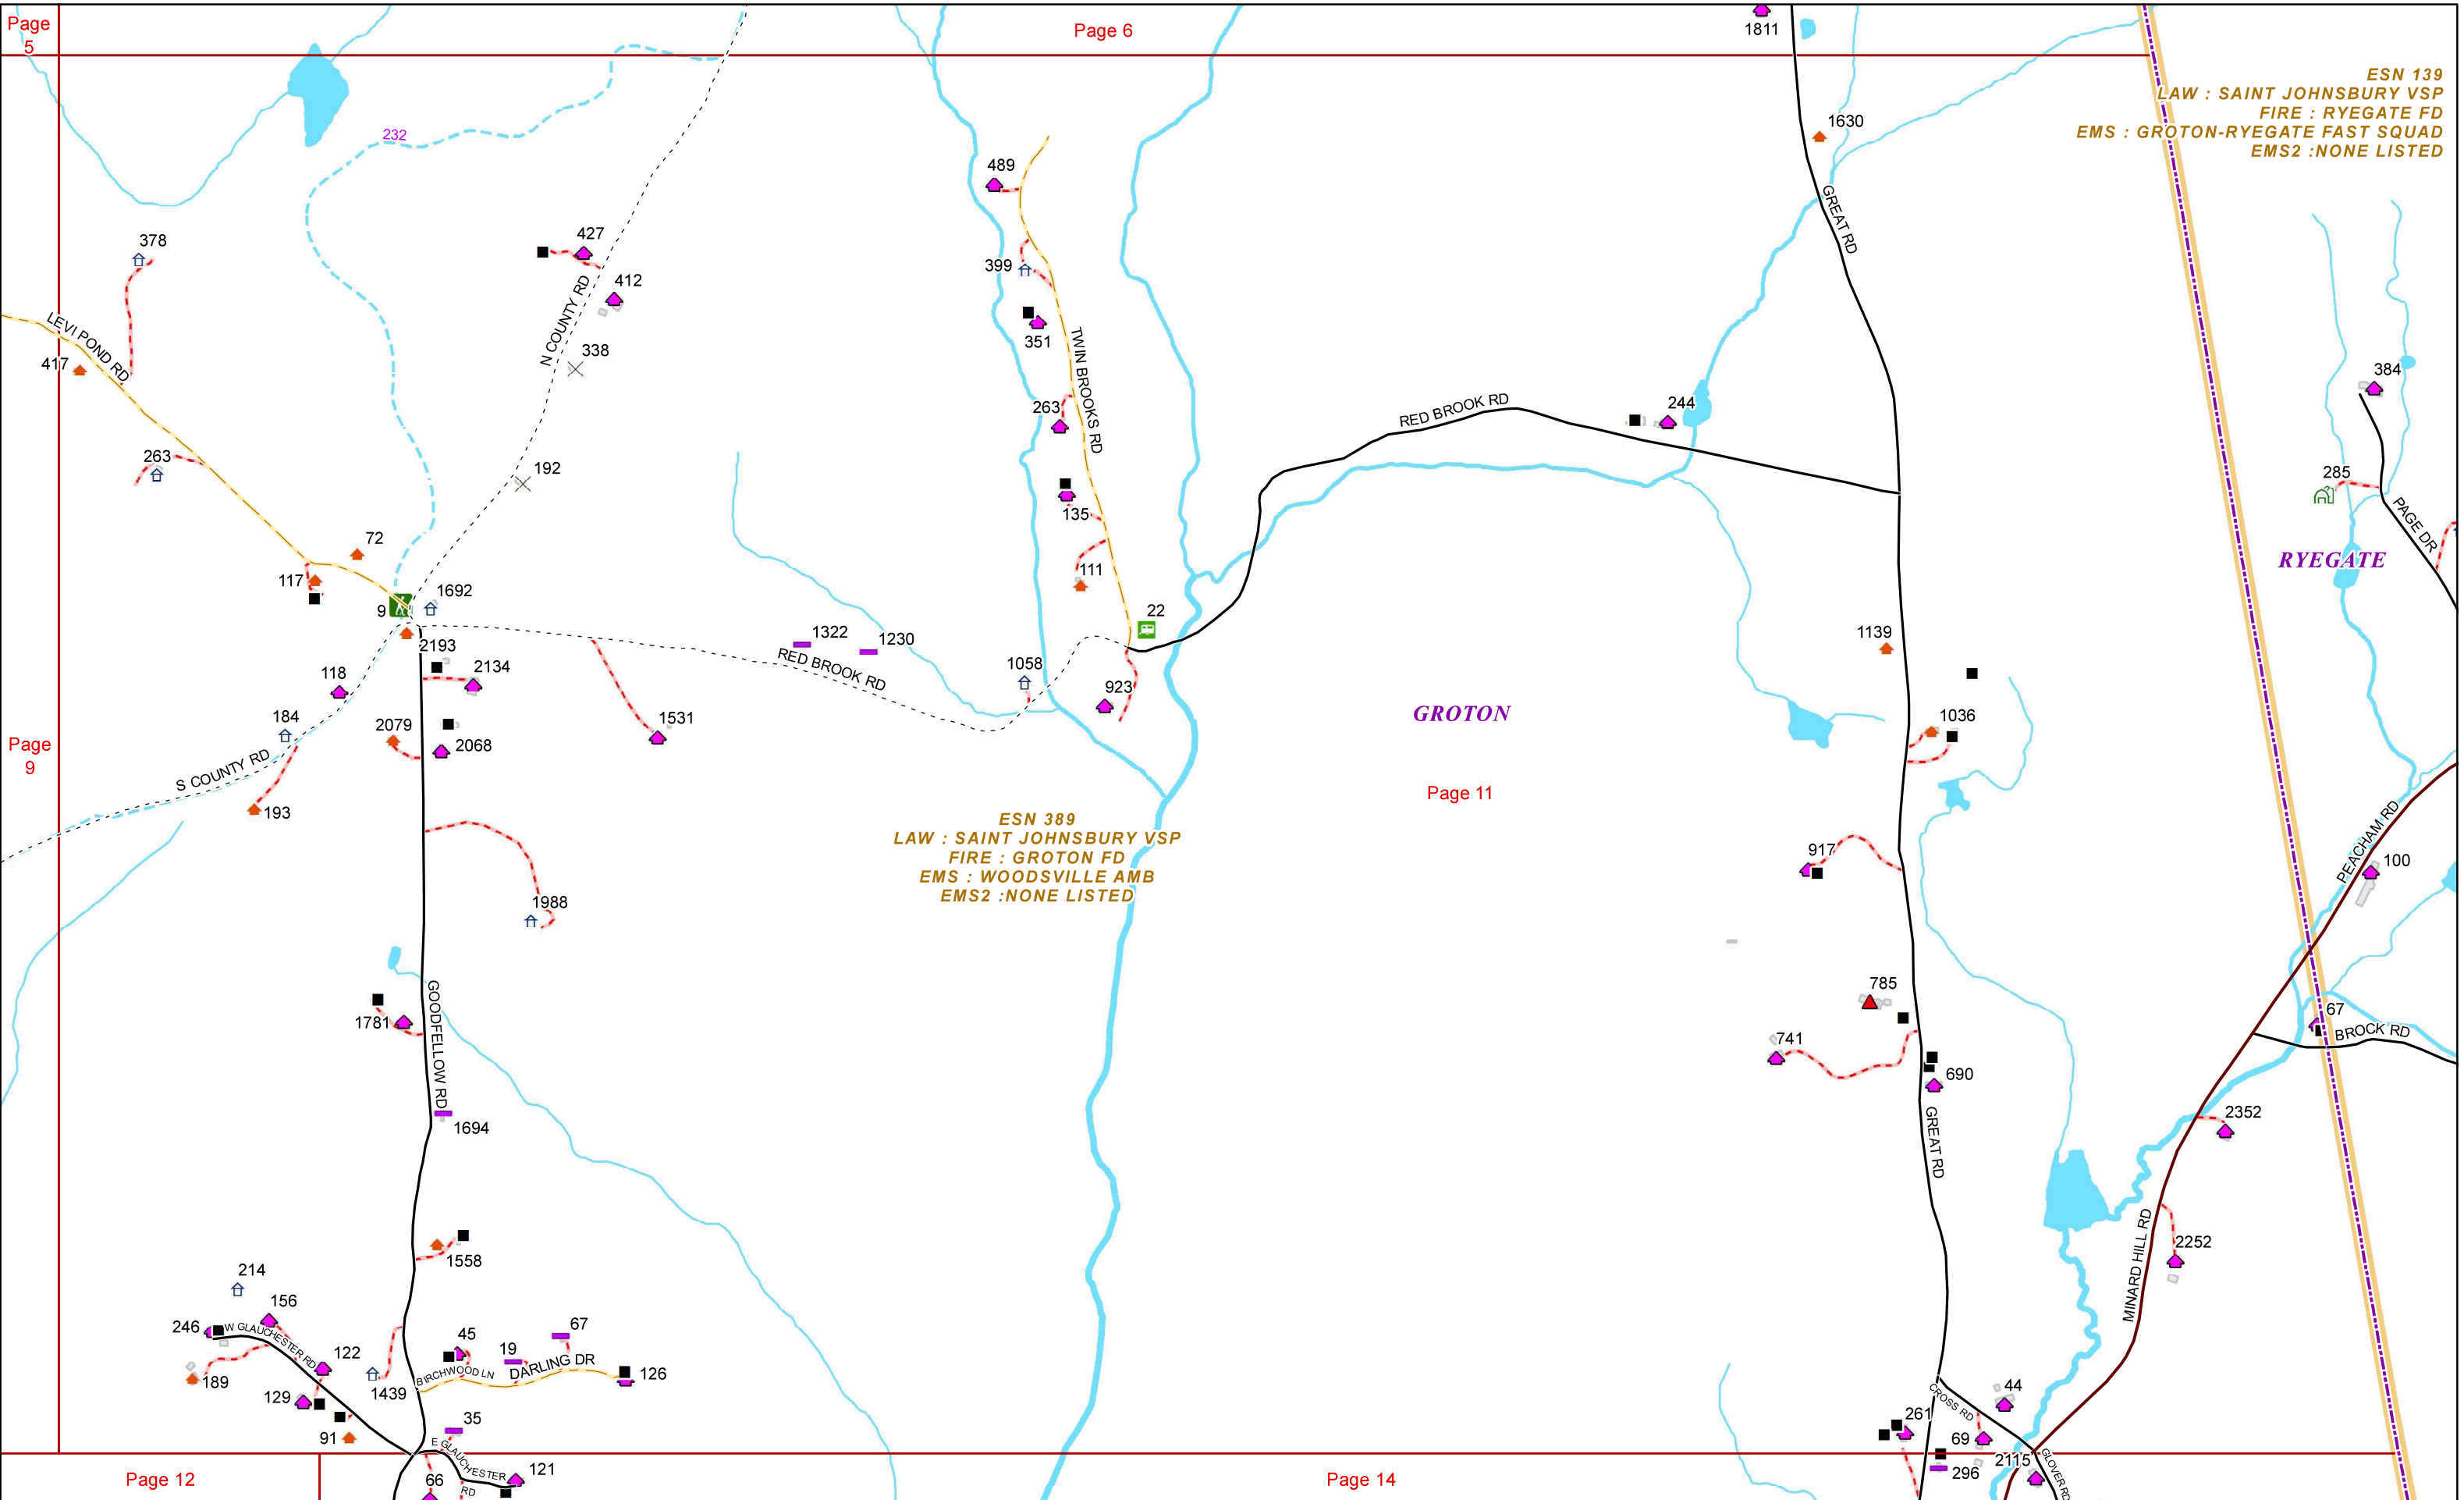 Page
5
Page 6
1811
ESN 139
LAW : SAINT JOHNSBURY VSP
FIRE : RYEGATE FD
EMS : GROTON-RYEGATE FAST SQUAD
EMS2 :NONE LISTED
1630
232
489
GREAT RD
378
427
399
412
N COUNTY RD
LEVI POND RD
351
338
TWIN BROOKS RD
417
384
RED BROOK RD
263
244
263
192
285
135
PAGE DR
72
RYEGATE
111
117
1692
9
22
1322
1230
1139
2193
RED BROOK RD
118
2134
1058
923
184
1531
GROTON
1036
2079
2068
Page
9
S COUNTY RD
Page 11
193
ESN 389
LAW : SAINT JOHNSBURY VSP
FIRE : GROTON FD
EMS : WOODSVILLE AMB
EMS2 :NONE LISTED
PEACHAM RD
917
100
1988
785
GOODFELLOW RD
67
1781
BROCK RD
741
690
1694
2352
GREAT RD
2252
MINARD HILL RD
1558
214
156
246
W GLAUCHESTER RD
67
45
19
122
DARLING DR
BIRCHWOOD LN
126
189
1439
129
CROSS RD
44
261
35
91
69
E GLAUCHESTER
RD
2115
GLOVER RD
121
Page 12
66
Page 14
296